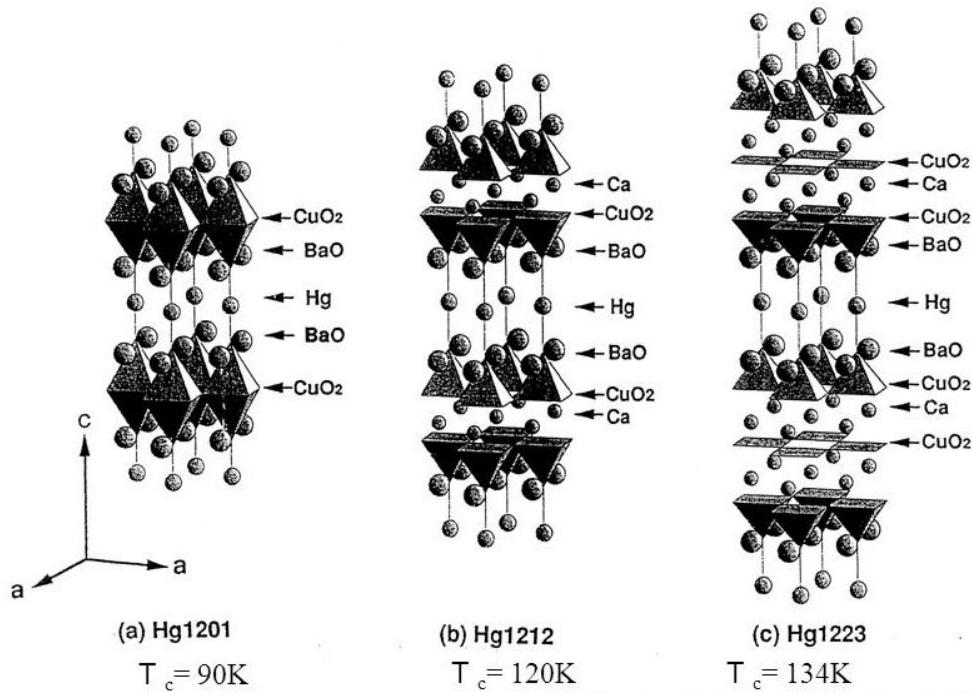 CuO₂
BaO
Hg
BaO
CuO₂
c
a
a
(a) Hg1201
T c = 90K
Ca
CuO₂
BaO
Hg
BaO
CuO₂
Ca
(b) Hg1212
T c = 120K
CuO₂
Ca
CuO₂
BaO
Hg
BaO
CuO₂
Ca
CuO₂
(c) Hg1223
T c = 134K